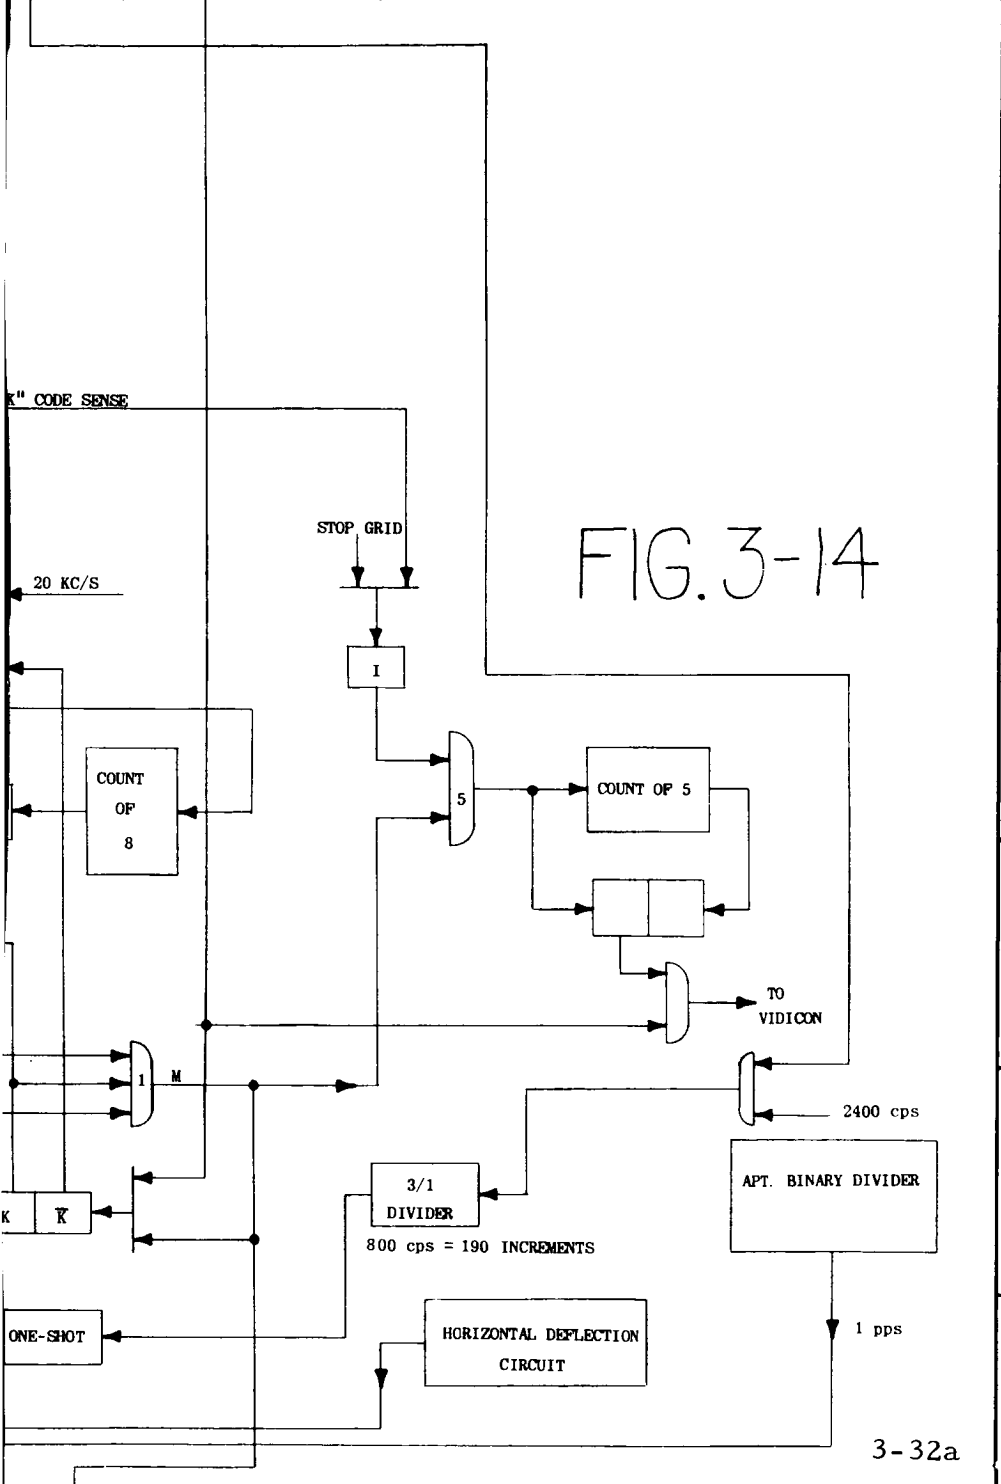 K" CODE SENSE
STOP GRID
FIG. 3-14
20 KC/S
I
COUNT
OF
8
5
COUNT OF 5
TO
VIDICON
1
M
2400 cps
APT. BINARY DIVIDER
3/1
DIVIDER
K
K̅
800 cps = 190 INCREMENTS
ONE-SHOT
HORIZONTAL DEFLECTION
CIRCUIT
1 pps
3-32a